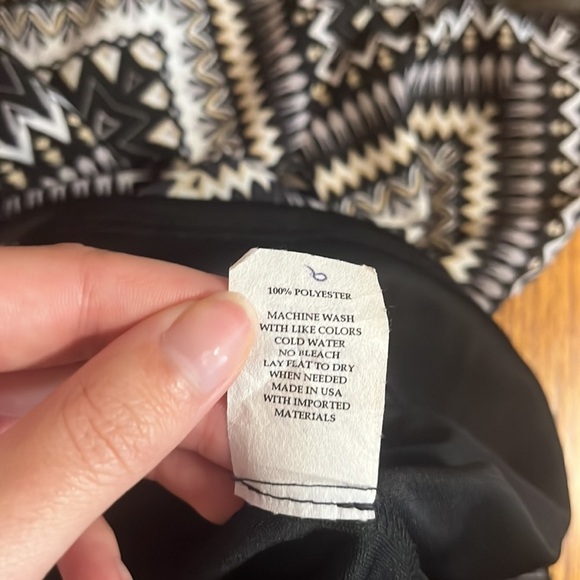 100% POLYESTER
MACHINE WASH
WITH LIKE COLORS
COLD WATER
NO BLEACH
LAY FLAT TO DRY
WHEN NEEDED
MADE IN USA
WITH IMPORTED
MATERIALS